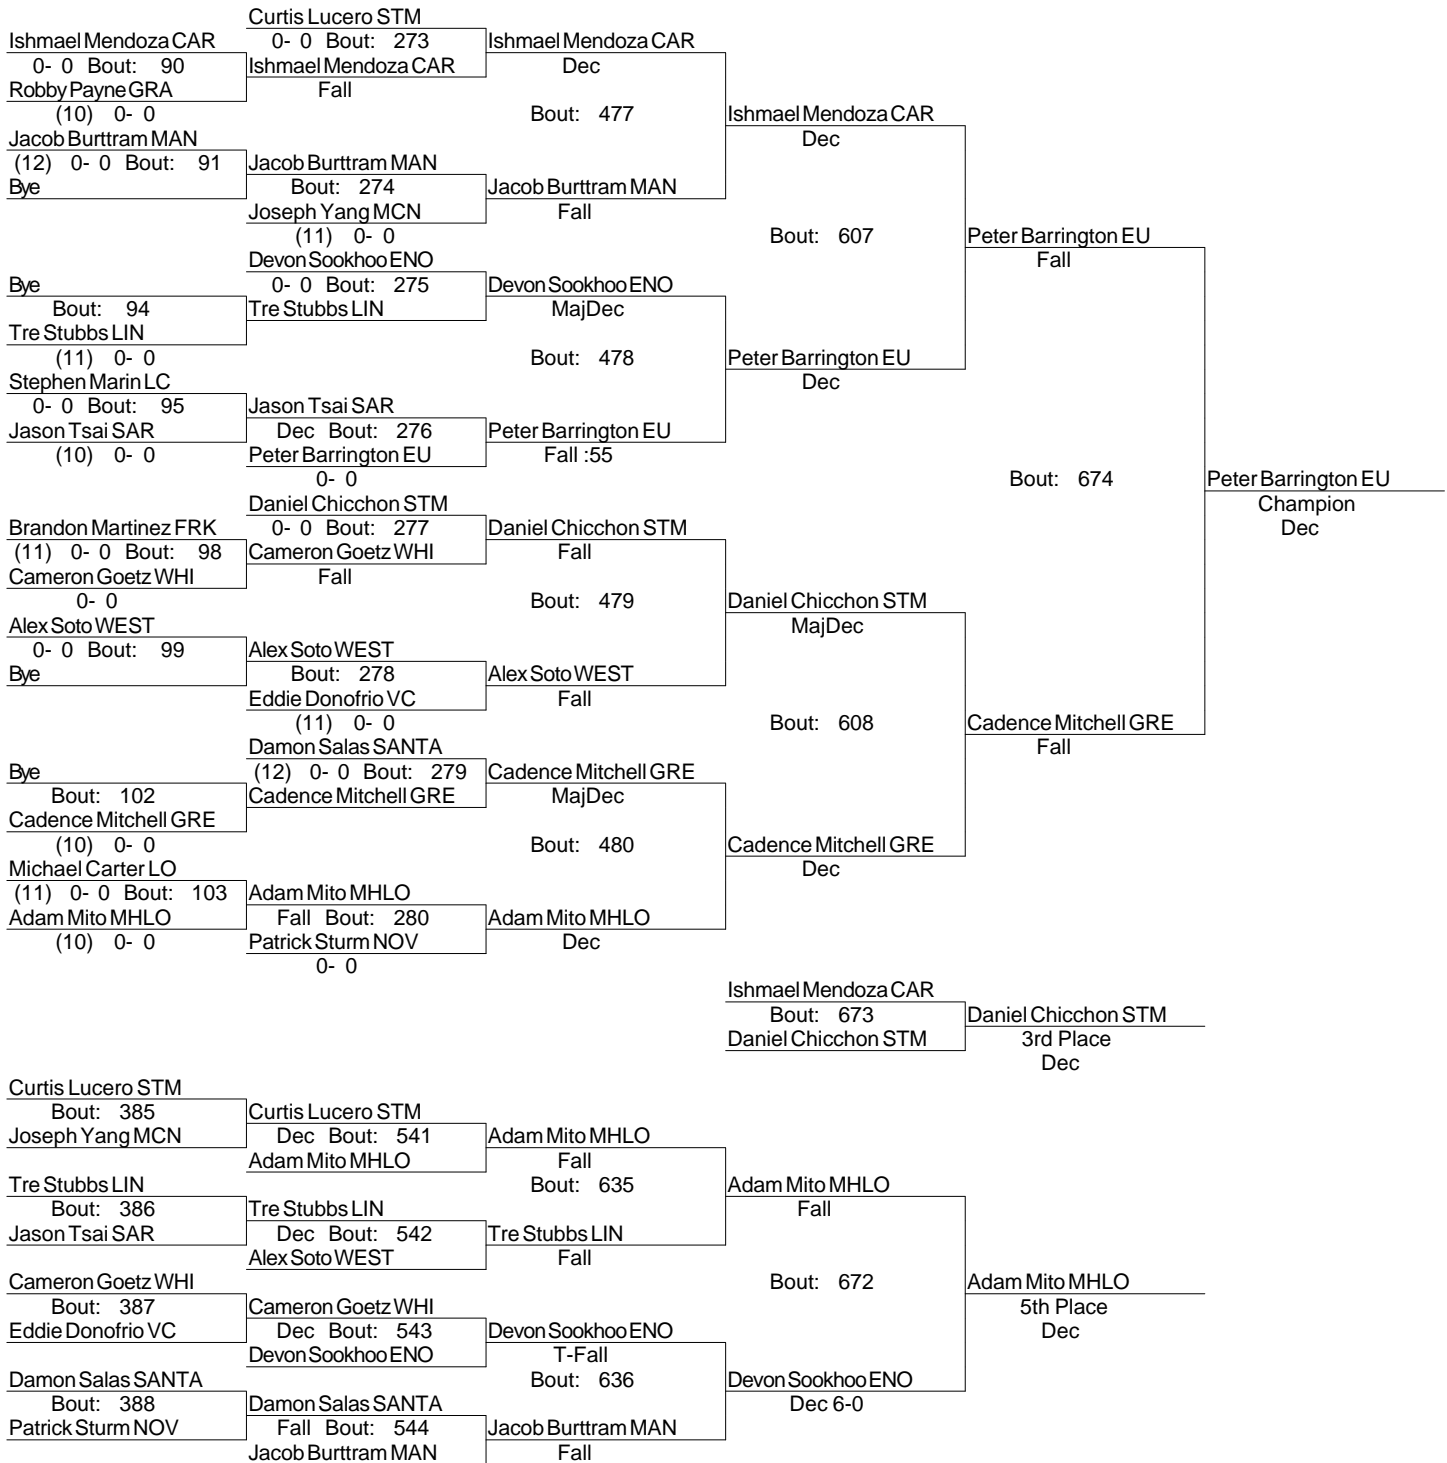 Curtis Lucero STM
Ishmael Mendoza CAR 0- 0 Bout: 273 Ishmael Mendoza CAR
0- 0 Bout: 90 Ishmael Mendoza CAR Dec
Robby Payne GRA Fall
(10) 0- 0 Bout: 477 Ishmael Mendoza CAR
Jacob Burttram MAN Dec
(12) 0- 0 Bout: 91 Jacob Burttram MAN
Bye Bout: 274 Jacob Burttram MAN
Joseph Yang MCN Fall
(11) 0- 0 Bout: 607 Peter Barrington EU
Devon Sookhoo ENO Fall
Bye 0- 0 Bout: 275 Devon Sookhoo ENO
Bout: 94 Tre Stubbs LIN MajDec
Tre Stubbs LIN
(11) 0- 0 Bout: 478 Peter Barrington EU
Stephen Marin LC Dec
0- 0 Bout: 95 Jason Tsai SAR
Jason Tsai SAR Dec Bout: 276 Peter Barrington EU
(10) 0- 0 Peter Barrington EU Fall :55
0- 0 Bout: 674 Peter Barrington EU
Daniel Chicchon STM Champion
Brandon Martinez FRK 0- 0 Bout: 277 Daniel Chicchon STM Dec
(11) 0- 0 Bout: 98 Cameron Goetz WHI Fall
Cameron Goetz WHI Fall
0- 0 Bout: 479 Daniel Chicchon STM
Alex Soto WEST MajDec
0- 0 Bout: 99 Alex Soto WEST
Bye Bout: 278 Alex Soto WEST
Eddie Donofrio VC Fall
(11) 0- 0 Bout: 608 Cadence Mitchell GRE
Damon Salas SANTA Fall
Bye (12) 0- 0 Bout: 279 Cadence Mitchell GRE
Bout: 102 Cadence Mitchell GRE MajDec
Cadence Mitchell GRE
(10) 0- 0 Bout: 480 Cadence Mitchell GRE
Michael Carter LO Dec
(11) 0- 0 Bout: 103 Adam Mito MHLO
Adam Mito MHLO Fall Bout: 280 Adam Mito MHLO
(10) 0- 0 Patrick Sturm NOV Dec
0- 0
Ishmael Mendoza CAR
Bout: 673 Daniel Chicchon STM
Daniel Chicchon STM 3rd Place
Dec
Curtis Lucero STM
Bout: 385 Curtis Lucero STM
Joseph Yang MCN Dec Bout: 541 Adam Mito MHLO
Adam Mito MHLO Fall
Tre Stubbs LIN Bout: 635 Adam Mito MHLO
Bout: 386 Tre Stubbs LIN Fall
Jason Tsai SAR Dec Bout: 542 Tre Stubbs LIN
Alex Soto WEST Fall
Cameron Goetz WHI Bout: 672 Adam Mito MHLO
Bout: 387 Cameron Goetz WHI 5th Place
Eddie Donofrio VC Dec Bout: 543 Devon Sookhoo ENO Dec
Devon Sookhoo ENO T-Fall
Damon Salas SANTA Bout: 636 Devon Sookhoo ENO
Bout: 388 Damon Salas SANTA Dec 6-0
Patrick Sturm NOV Fall Bout: 544 Jacob Burttram MAN
Jacob Burttram MAN Fall